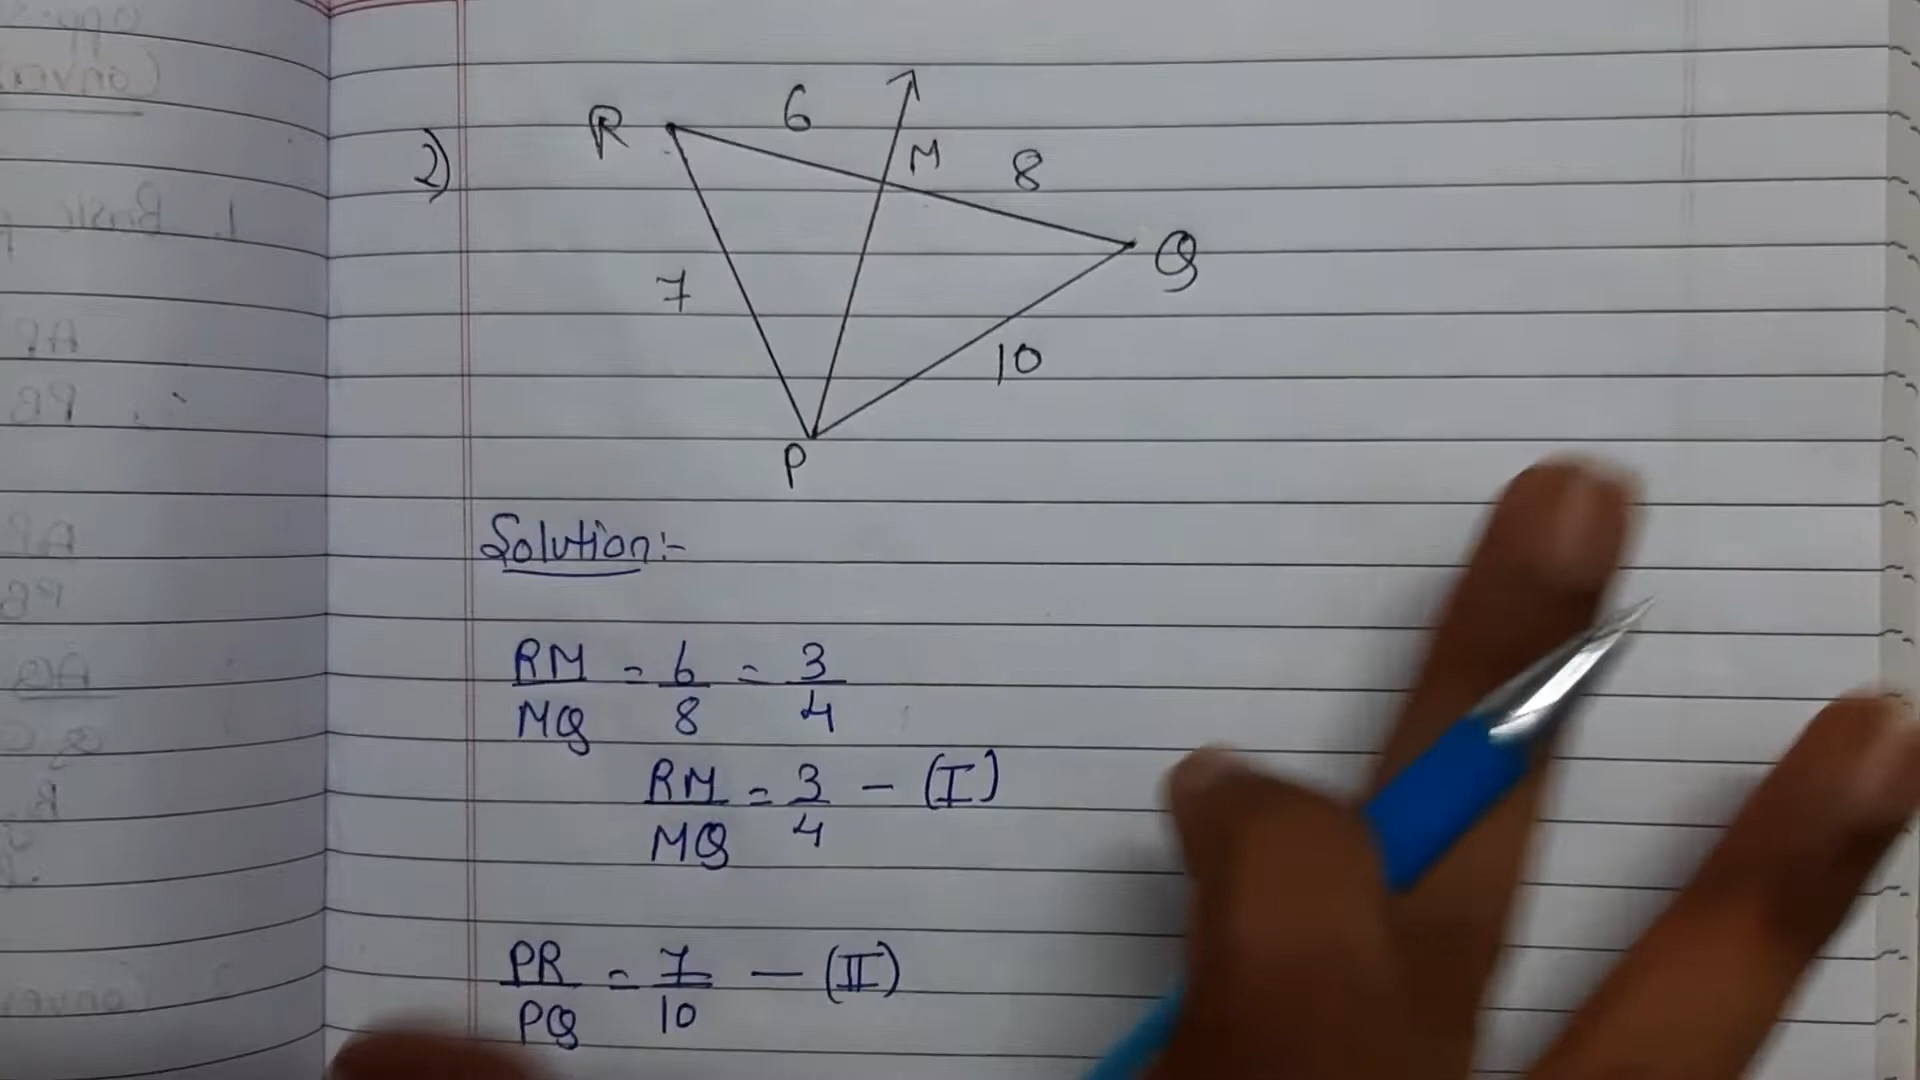 2)
R 6 M 8 Q
7 10
P
Solution:-
RM = 6 = 3
MQ 8 4
RM = 3 - (I)
MQ 4
PR = 7 - (II)
PQ 10